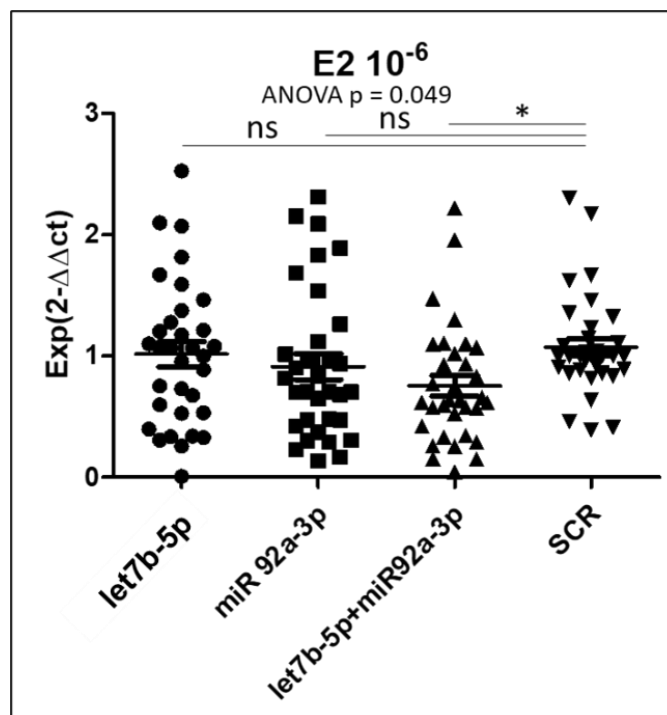 E2 10⁻⁶
ANOVA p = 0.049
ns
ns
*
3
2
1
0
Exp(2-ΔΔct)
let7b-5p
miR 92a-3p
let7b-5p+miR92a-3p
SCR